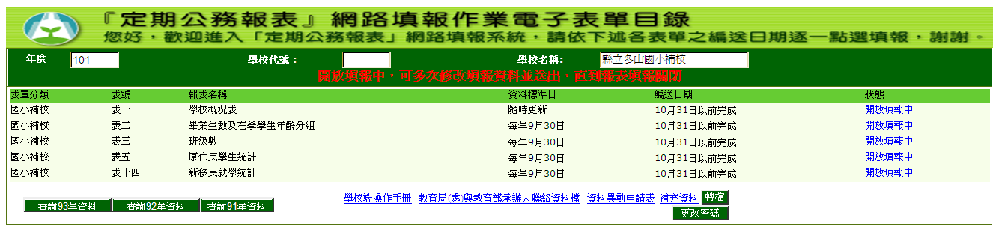 『定期公務報表』網路填報作業電子表單目錄
您好，歡迎進入「定期公務報表」網路填報系統，請依下述各表單之編送日期逐一點選填報，謝謝。
年度 101 學校代號： 學校名稱： 縣立冬山國小補校
開放填報中，可多次修改填報資料並送出，直到報表填報關閉
表單分類 表號 報表名稱 資料標準日 編送日期 狀態
國小補校 表一 學校概況表 隨時更新 10月31日以前完成 開放填報中
國小補校 表二 畢業生數及在學學生年齡分組 每年9月30日 10月31日以前完成 開放填報中
國小補校 表三 班級數 每年9月30日 10月31日以前完成 開放填報中
國小補校 表五 原住民學生統計 每年9月30日 10月31日以前完成 開放填報中
國小補校 表十四 新移民就學統計 每年9月30日 10月31日以前完成 開放填報中
查詢93年資料 查詢92年資料 查詢91年資料 學校端操作手冊 教育局(處)與教育部承辦人聯絡資料檔 資料異動申請表 補充資料 轉檔
更改密碼